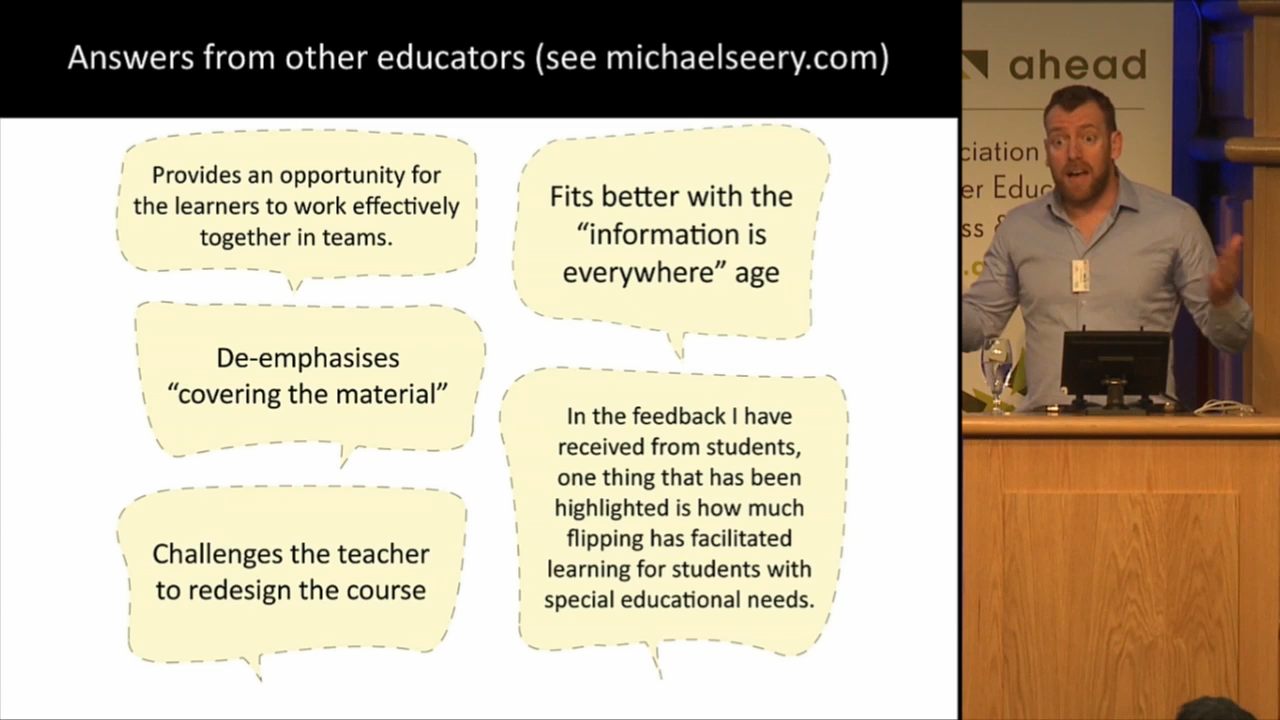 Answers from other educators (see michaelseery.com)
Provides an opportunity for
the learners to work effectively
together in teams.
De-emphasises
“covering the material”
Challenges the teacher
to redesign the course
Fits better with the
“information is
everywhere” age
In the feedback I have
received from students,
one thing that has been
highlighted is how much
flipping has facilitated
learning for students with
special educational needs.
ahead